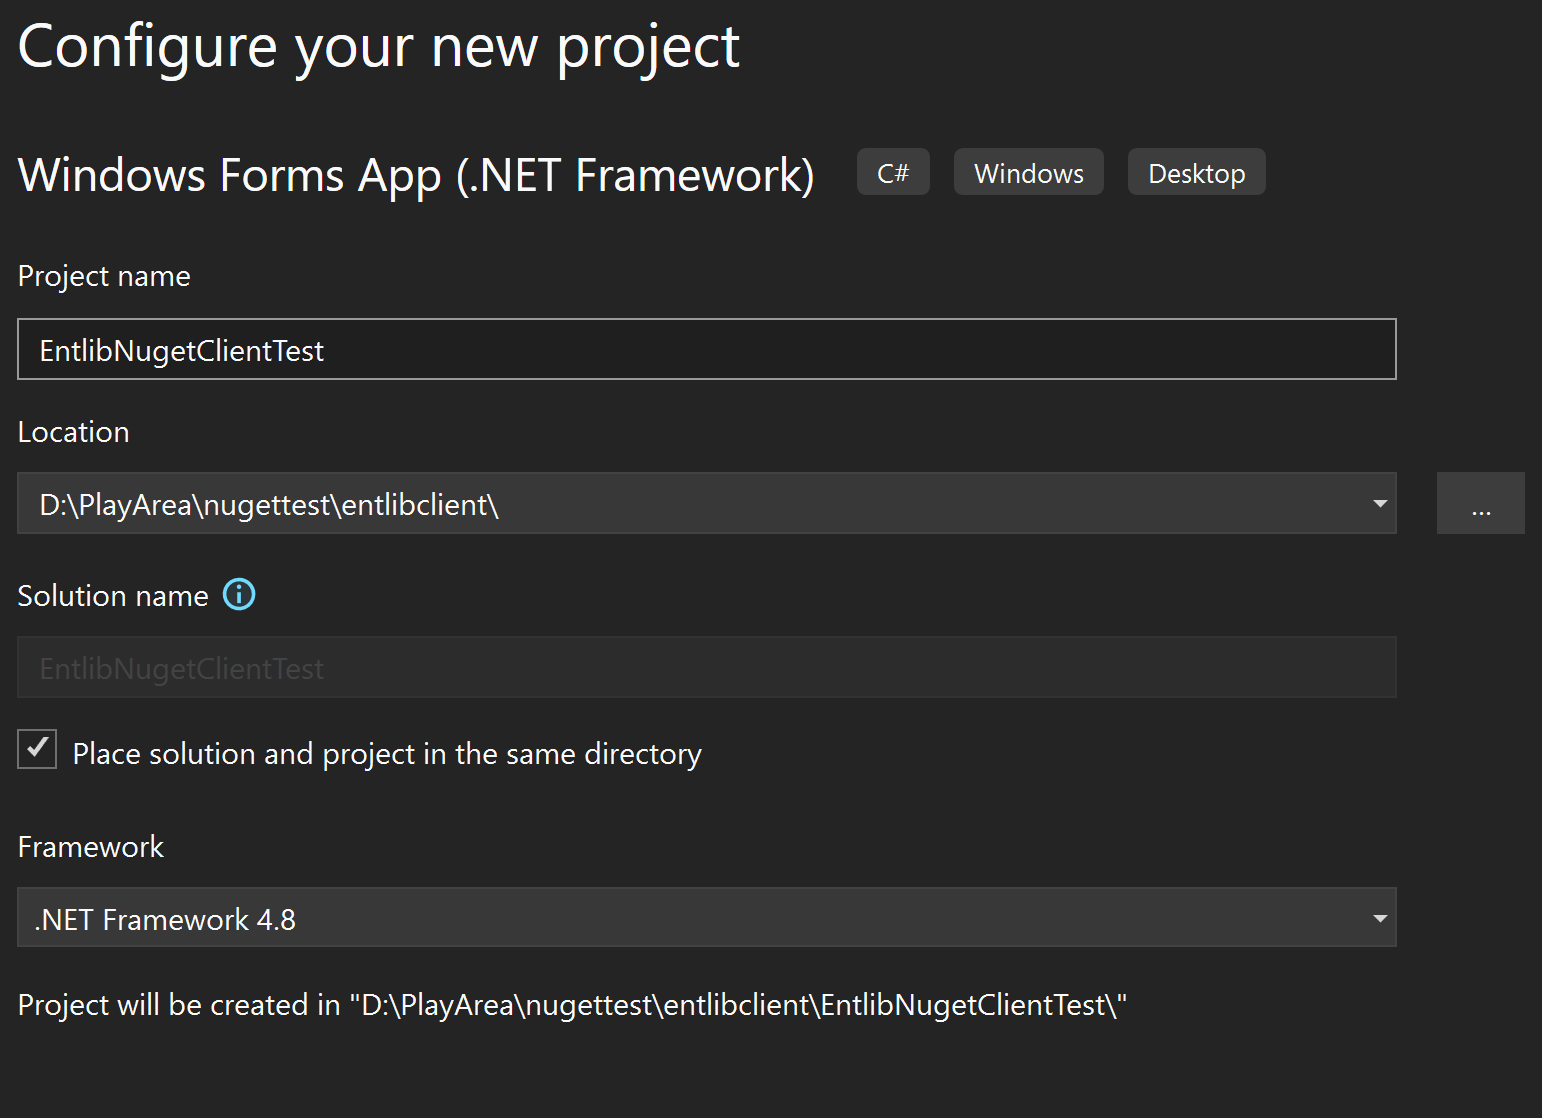 Configure your new project
Windows Forms App (.NET Framework) C# Windows Desktop
Project name
EntlibNugetClientTest
Location
D:\PlayArea\nugettest\entlibclient\
...
Solution name
EntlibNugetClientTest
Place solution and project in the same directory
Framework
.NET Framework 4.8
Project will be created in "D:\PlayArea\nugettest\entlibclient\EntlibNugetClientTest\"